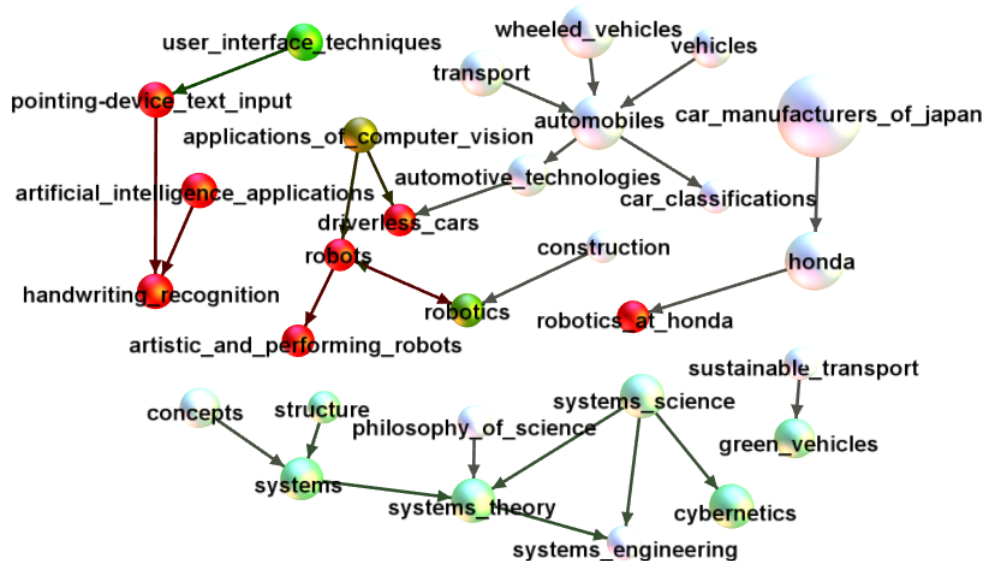 wheeled_vehicles
user_interface_techniques
vehicles
transport
pointing-device_text_input
car_manufacturers_of_japan
automobiles
applications_of_computer_vision
automotive_technologies
artificial_intelligence_applications
car_classifications
driverless_cars
construction
robots
honda
handwriting_recognition
robotics
robotics_at_honda
artistic_and_performing_robots
sustainable_transport
systems_science
concepts
structure
philosophy_of_science
green_vehicles
systems
systems_theory
cybernetics
systems_engineering